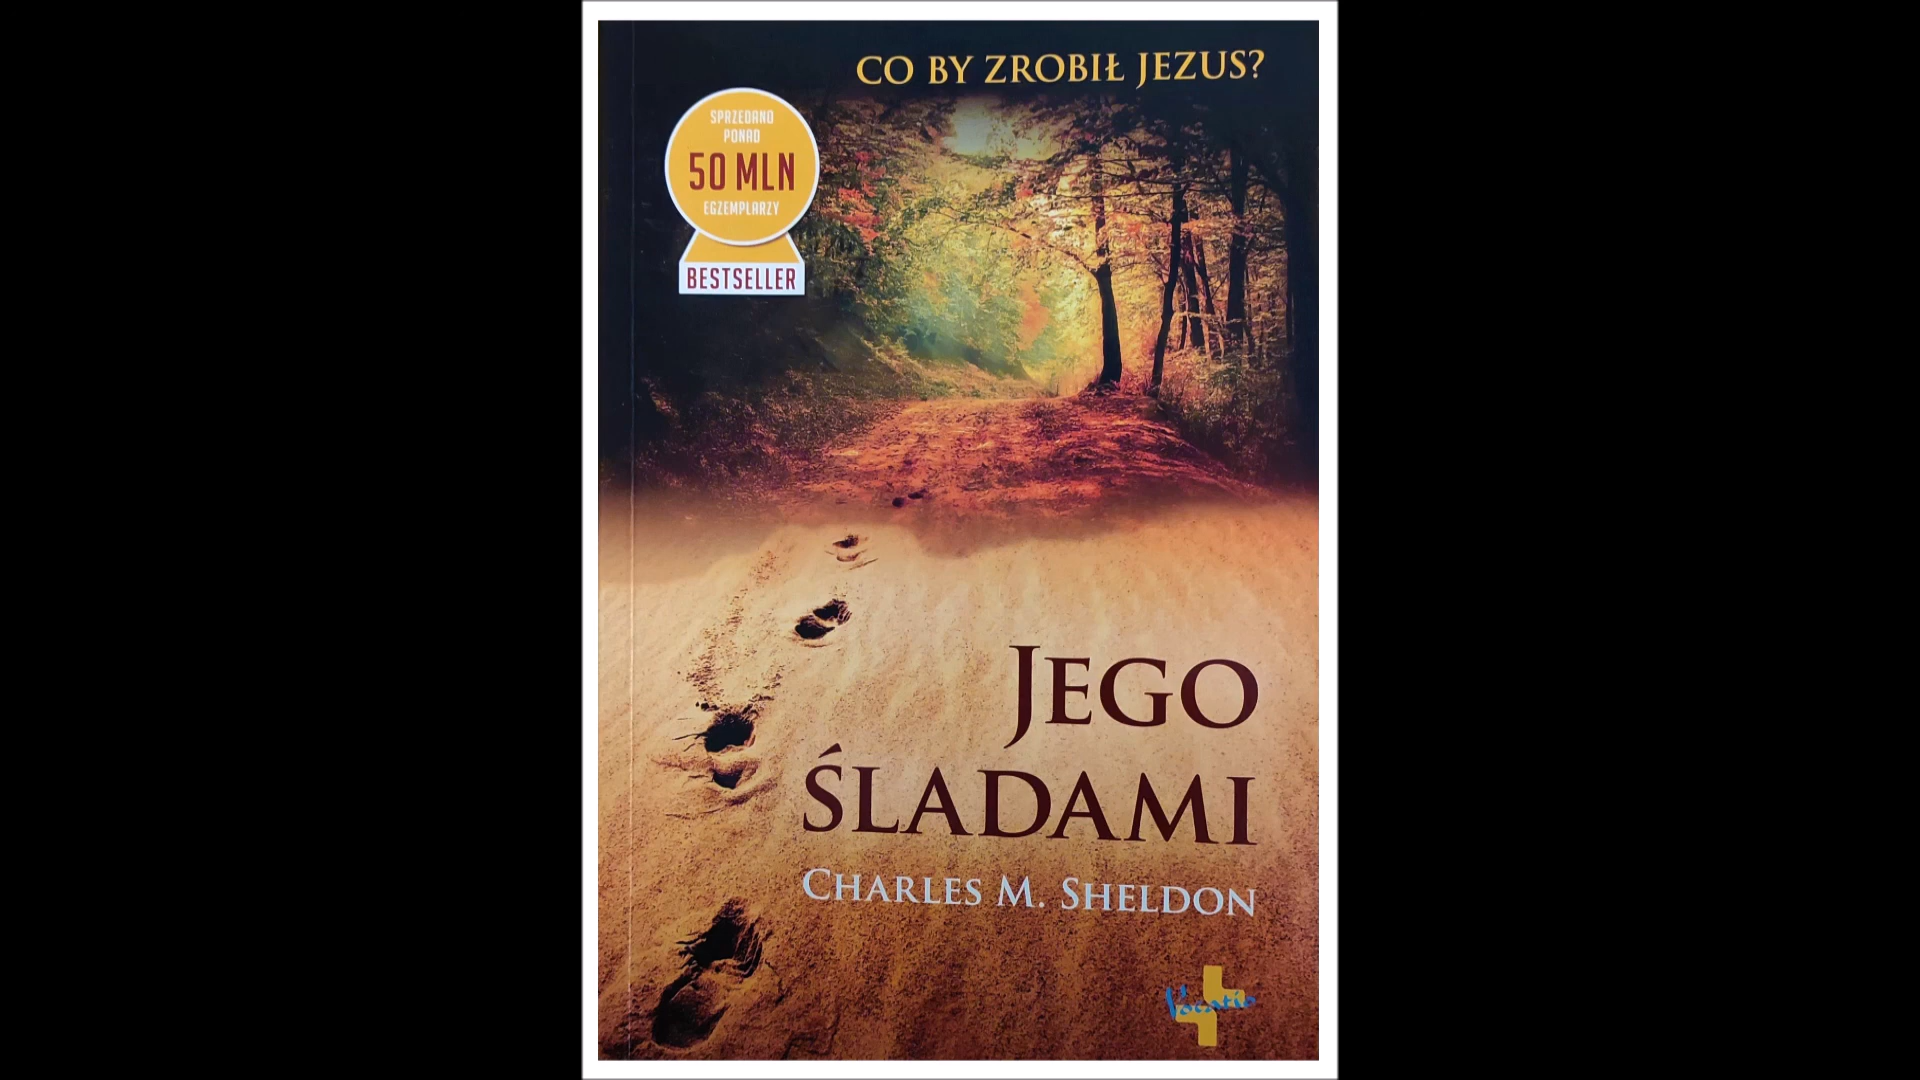 CO BY ZROBIŁ JEZUS?
SPRZEDANO
PONAD
50 MLN
EGZEMPLARZY
BESTSELLER
JEGO
ŚLADAMI
CHARLES M. SHELDON
Vocatio